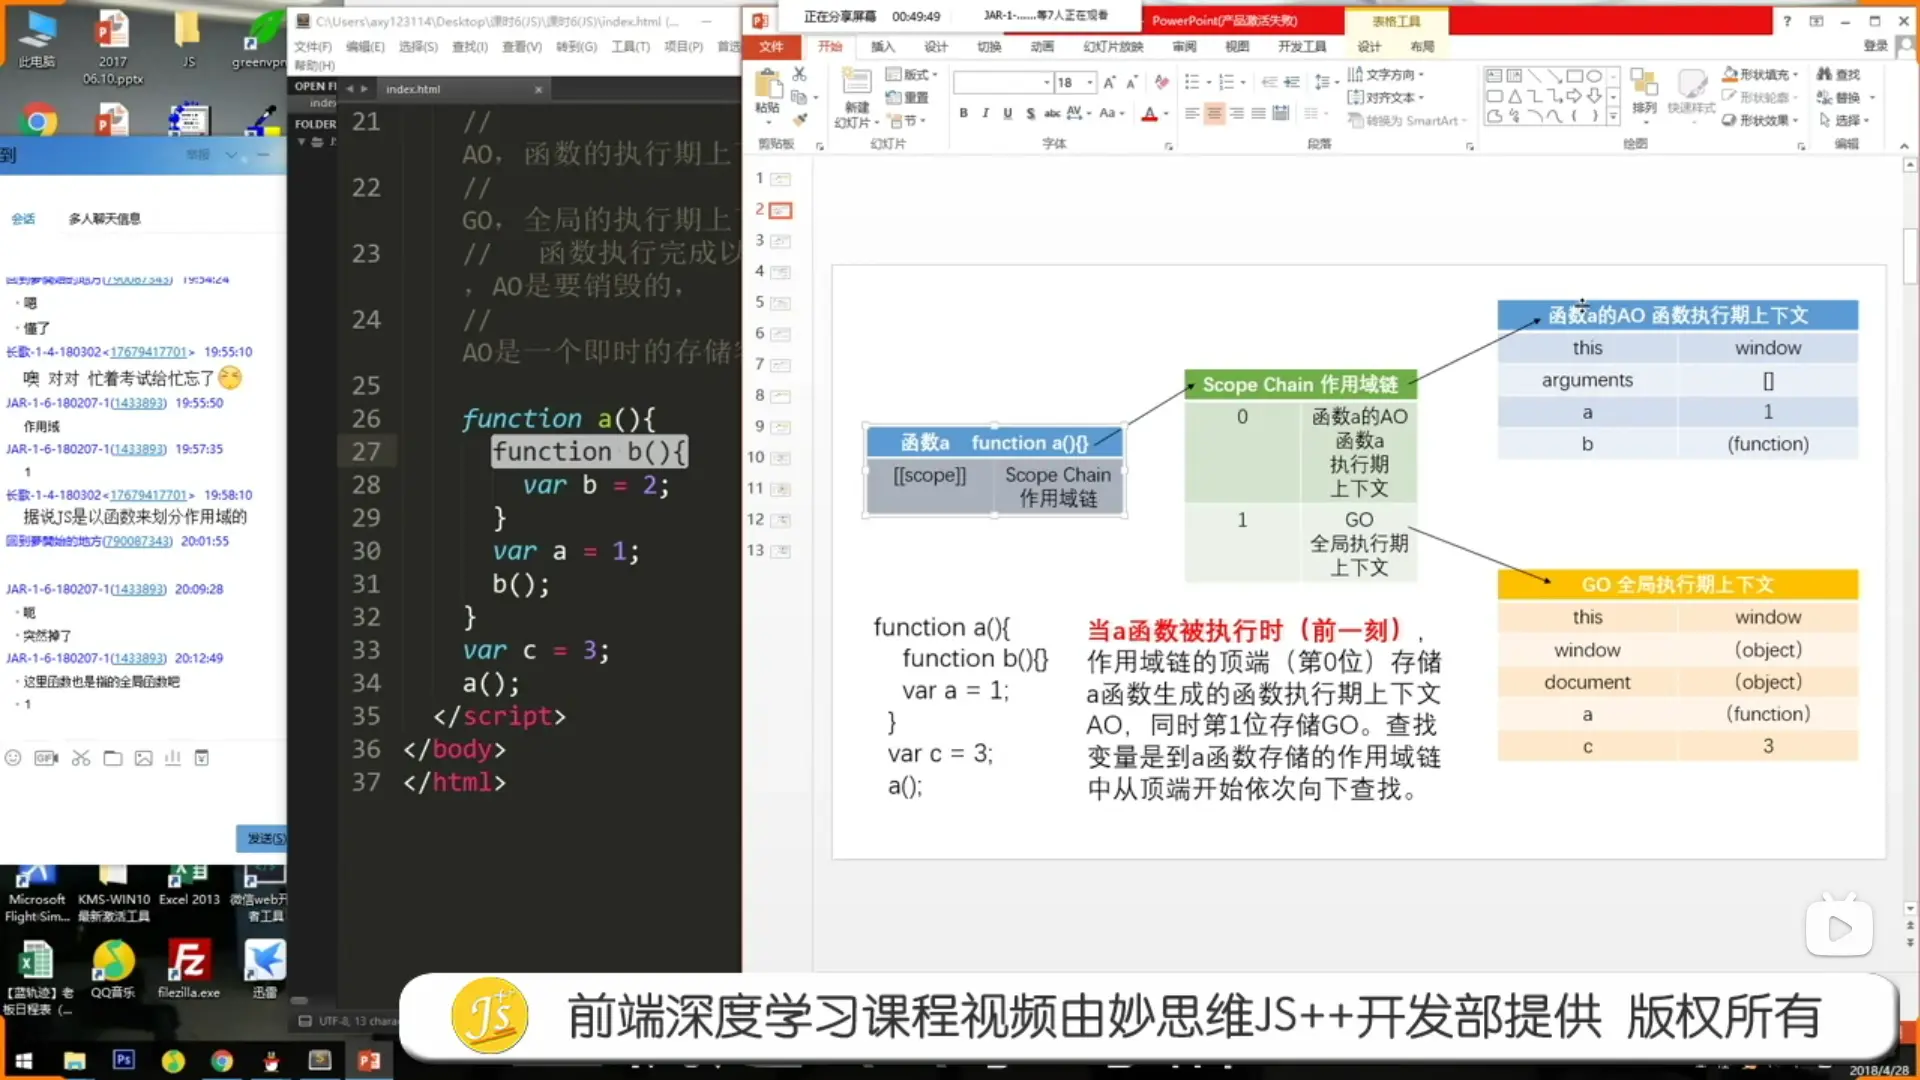 此电脑
2017
06.10.pptx
JS
greenvpn
到
举报
会话
多人聊天信息
回到夢開始的地方(790087343) 19:54:24
· 嗯
· 懂了
长歌-1-4-180302<17679417701> 19:55:10
噢 对对 忙着考试给忙忘了
JAR-1-6-180207-1(1433893) 19:55:50
作用域
JAR-1-6-180207-1(1433893) 19:57:35
1
长歌-1-4-180302<17679417701> 19:58:10
据说JS是以函数来划分作用域的
回到夢開始的地方(790087343) 20:01:55
JAR-1-6-180207-1(1433893) 20:09:28
· 呃
· 突然掉了
JAR-1-6-180207-1(1433893) 20:12:49
· 这里函数也是指的全局函数吧
· 1
发送(S)
Microsoft
Flight Sim...
KMS-WIN10
最新激活工具
Excel 2013
微信web开
者工具
【蓝轨迹】老
板日程表 (...
QQ音乐
filezilla.exe
迅雷
C:\Users\axy123114\Desktop\课时6(JS)\课时6(JS)\index.html (...
文件(F) 编辑(E) 选择(S) 查找(I) 查看(V) 转到(G) 工具(T) 项目(P) 首选
帮助(H)
OPEN FI
index
FOLDER
index.html
21 //
AO，函数的执行期上
22 //
GO，全局的执行期上
23 // 函数执行完成以
，AO是要销毁的，
24 //
AO是一个即时的存储
25
26 function a(){
27 function b(){
28 var b = 2;
29 }
30 var a = 1;
31 b();
32 }
33 var c = 3;
34 a();
35 </script>
36 </body>
37 </html>
UTF-8, 13 chara
正在分享屏幕 00:49:49 JAR-1-......等7人正在观看
PowerPoint(产品激活失败)
表格工具
登录
文件 开始 插入 设计 切换 动画 幻灯片放映 审阅 视图 开发工具 设计 布局
粘贴
剪贴板
新建
幻灯片
版式
重置
节
幻灯片
18
B I U S abc AV Aa A
字体
文字方向
对齐文本
转换为 SmartArt
段落
排列
快速样式
形状填充
形状轮廓
形状效果
绘图
查找
替换
选择
编辑
1
2
3
4
5
6
7
8
9
10
11
12
13
函数a function a(){}
[[scope]] Scope Chain
作用域链
Scope Chain 作用域链
0 函数a的AO
函数a
执行期
上下文
1 GO
全局执行期
上下文
函数a的AO 函数执行期上下文
this window
arguments []
a 1
b (function)
GO 全局执行期上下文
this window
window （object）
document （object）
a （function）
c 3
function a(){
function b(){}
var a = 1;
}
var c = 3;
a();
当a函数被执行时（前一刻），
作用域链的顶端（第0位）存储
a函数生成的函数执行期上下文
AO，同时第1位存储GO。查找
变量是到a函数存储的作用域链
中从顶端开始依次向下查找。
JS++
前端深度学习课程视频由妙思维JS++开发部提供 版权所有
2018/4/28